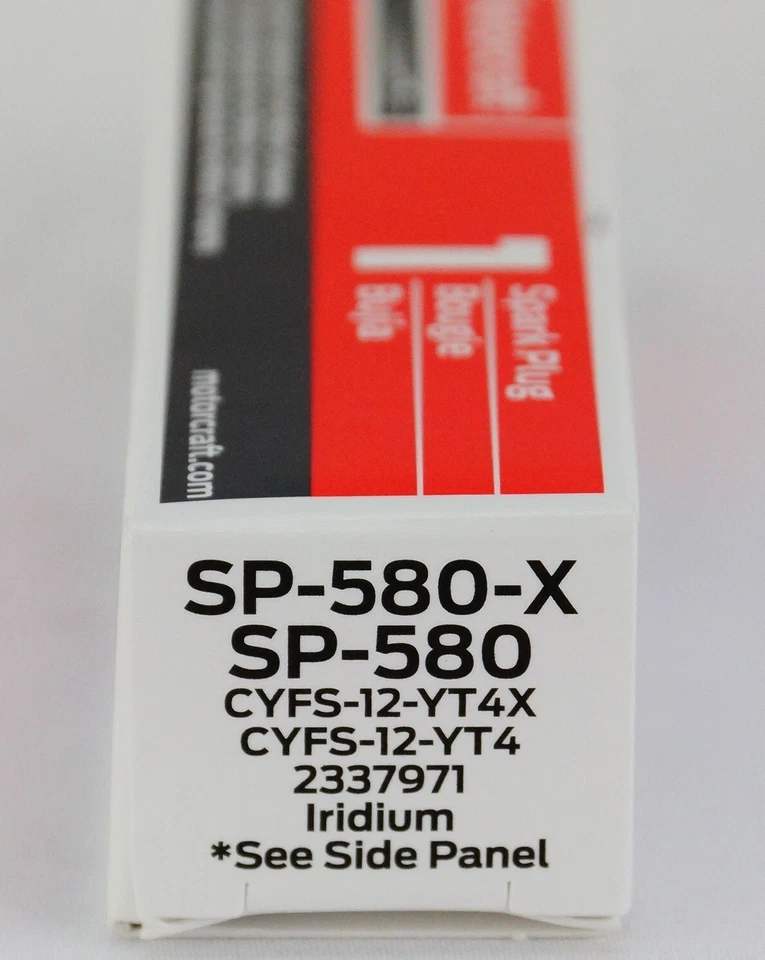 1
Spark Plug
Bougie
Bujía
motorcraft.com
SP-580-X
SP-580
CYFS-12-YT4X
CYFS-12-YT4
2337971
Iridium
*See Side Panel